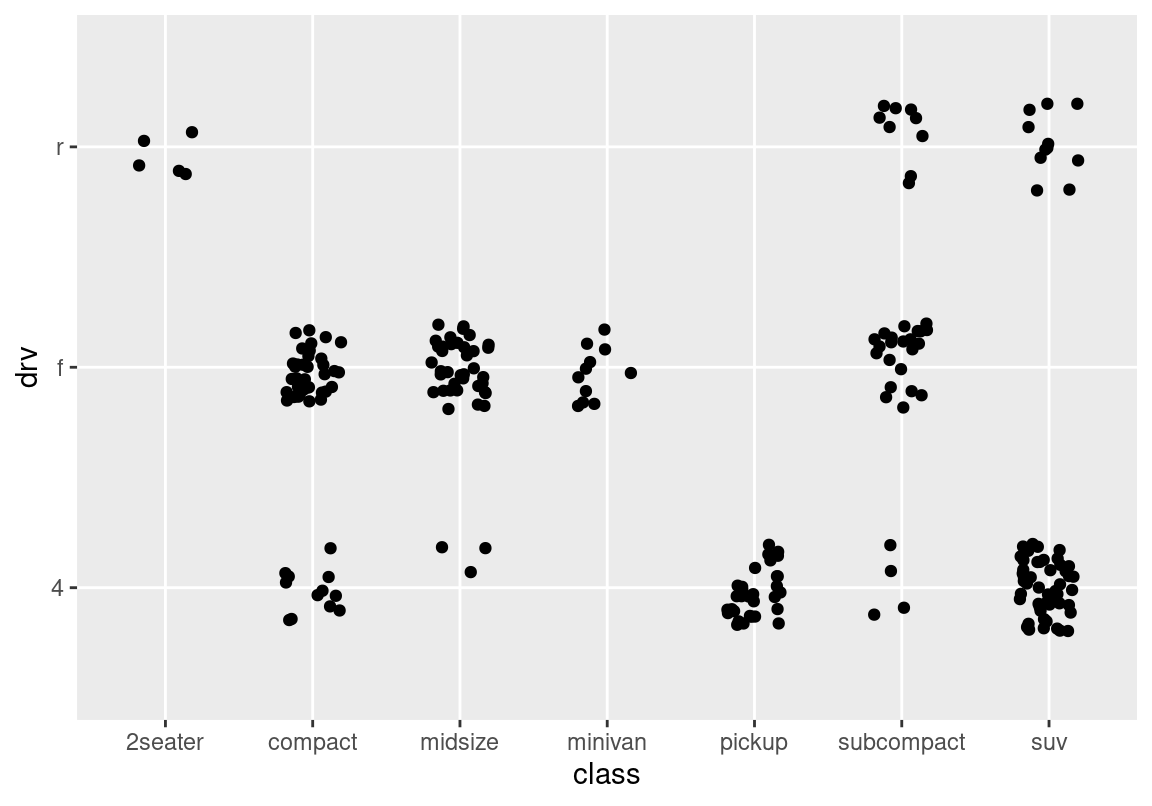 drv
r
f
4
2seater compact midsize minivan pickup subcompact suv
class